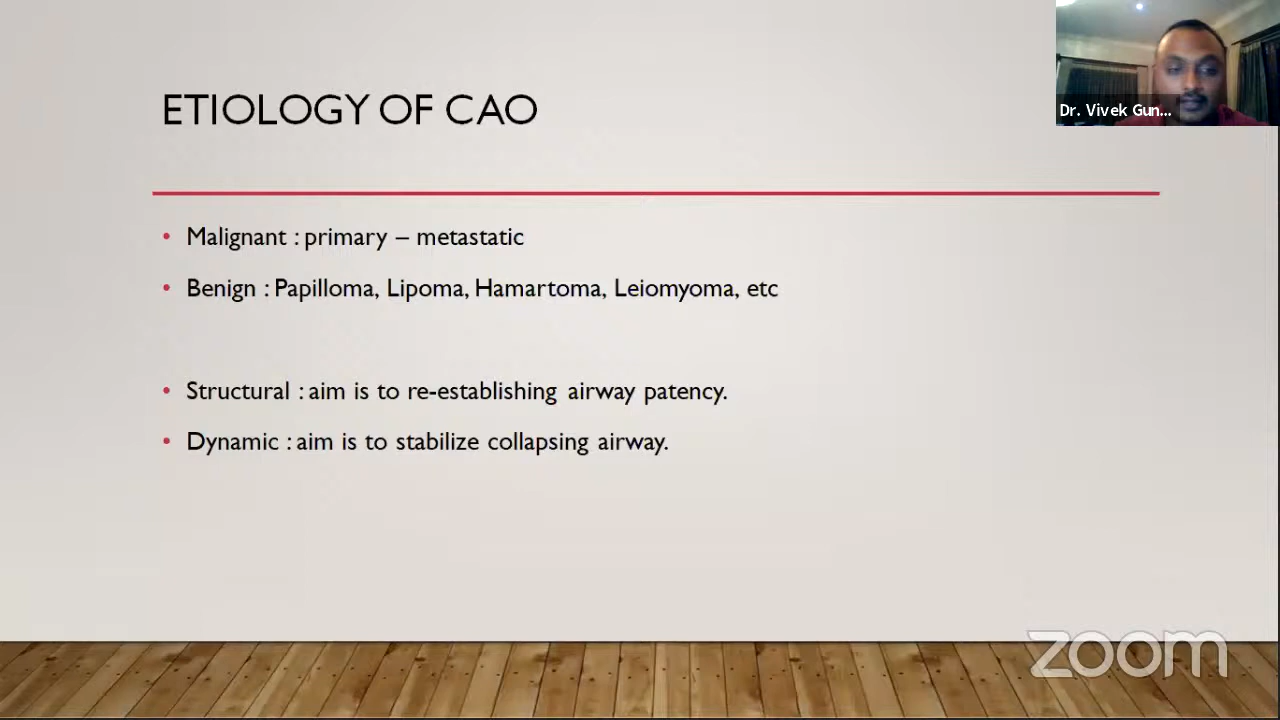 Dr. Vivek Gun...
ETIOLOGY OF CAO
• Malignant : primary – metastatic
• Benign : Papilloma, Lipoma, Hamartoma, Leiomyoma, etc
• Structural : aim is to re-establishing airway patency.
• Dynamic : aim is to stabilize collapsing airway.
zoom